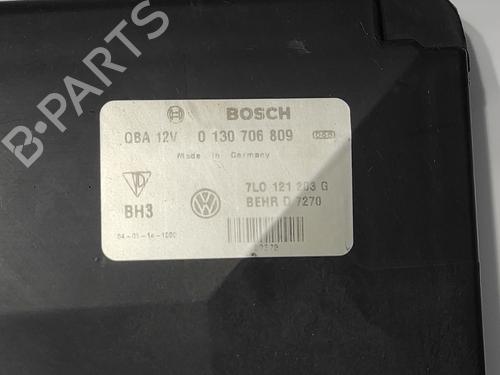 BOSCH
QBA 12V 0 130 706 809
Made in Germany
7L0 121 203 G
BH3
BEHR D 7270
B-PARTS